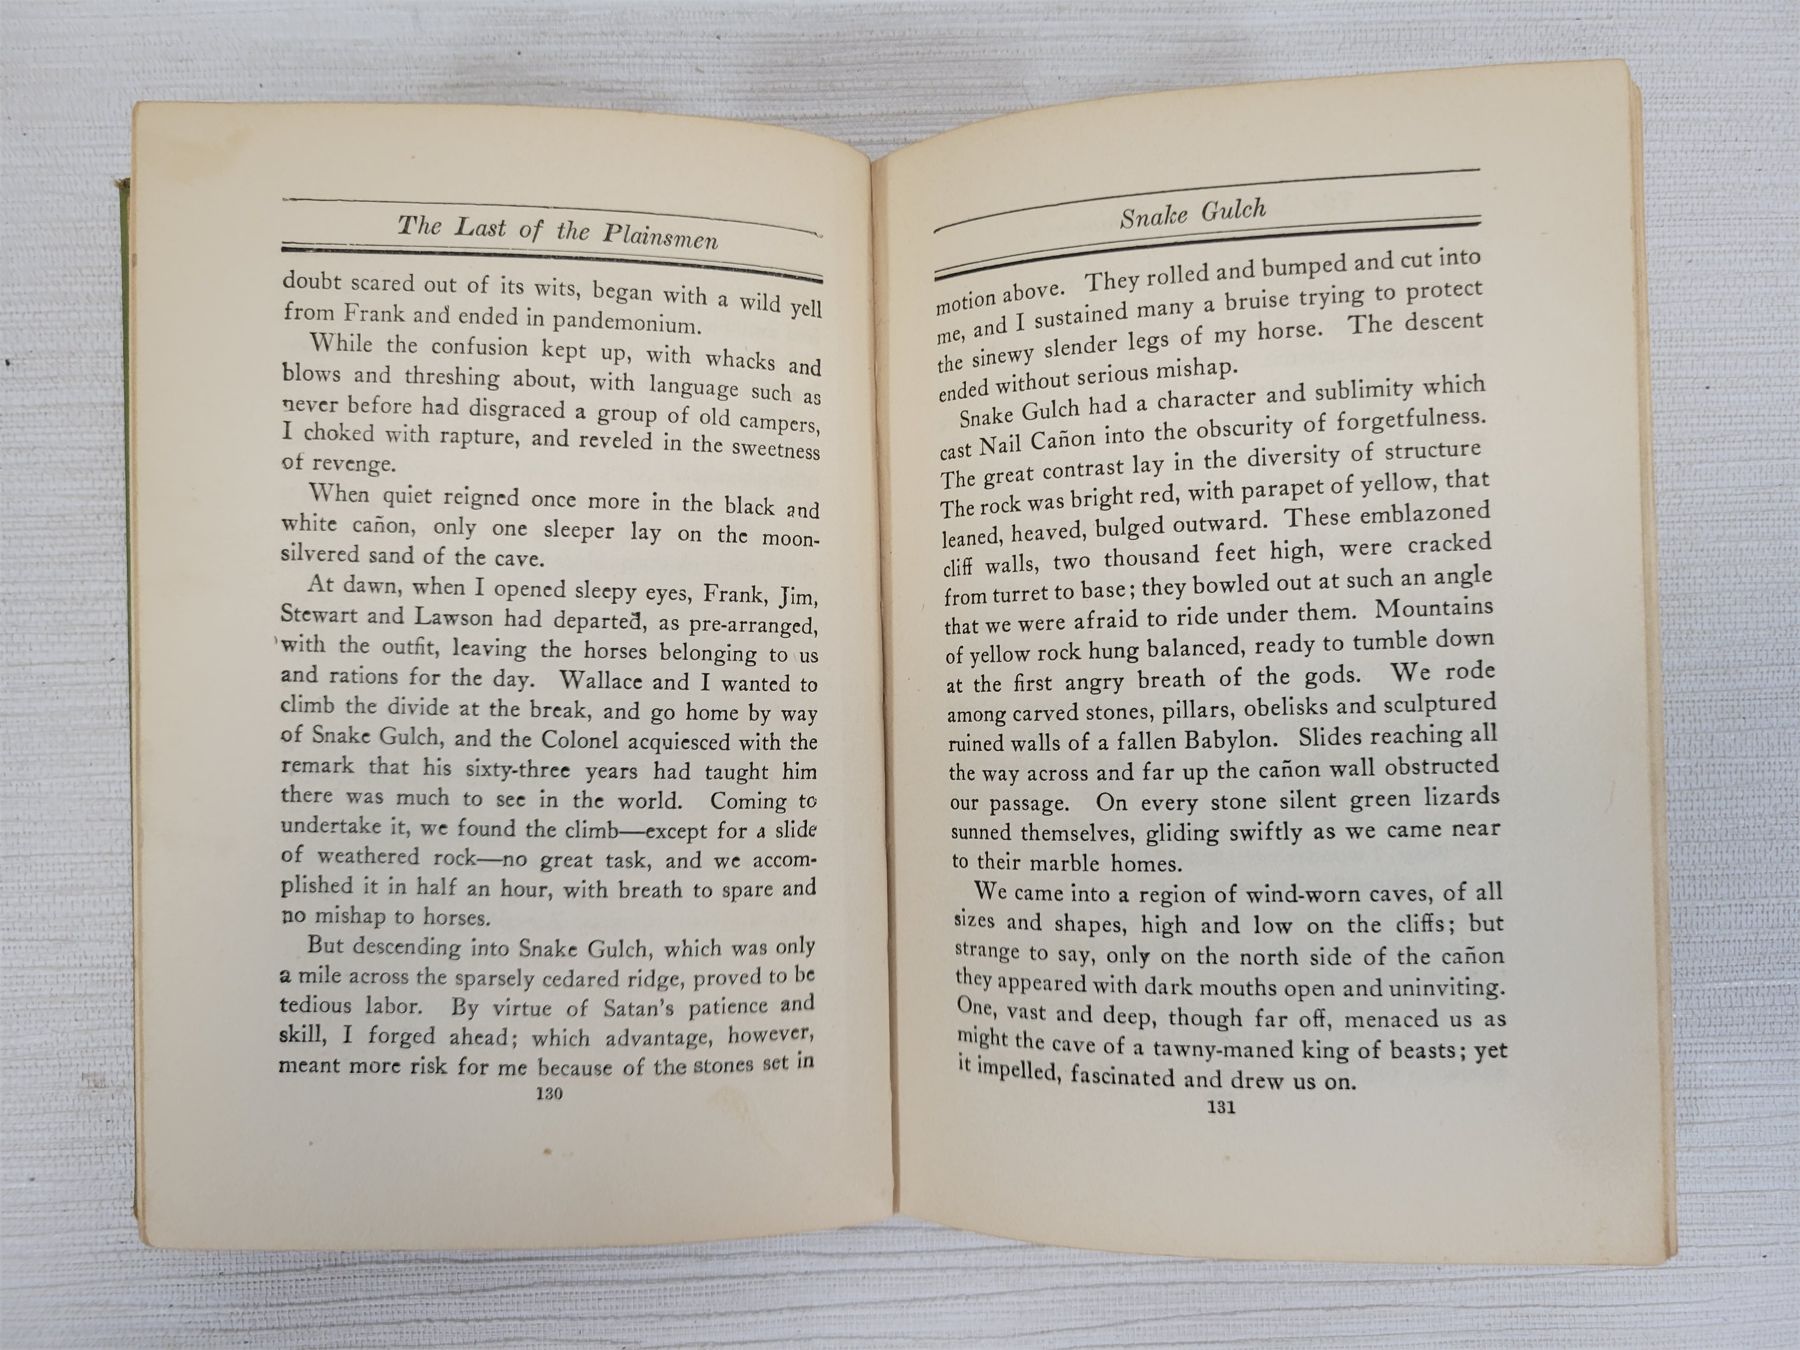 The Last of the Plainsmen
doubt scared out of its wits, began with a wild yell
from Frank and ended in pandemonium.
While the confusion kept up, with whacks and
blows and threshing about, with language such as
never before had disgraced a group of old campers,
I choked with rapture, and reveled in the sweetness
of revenge.
When quiet reigned once more in the black and
white cañon, only one sleeper lay on the moon-
silvered sand of the cave.
At dawn, when I opened sleepy eyes, Frank, Jim,
Stewart and Lawson had departed, as pre-arranged,
with the outfit, leaving the horses belonging to us
and rations for the day. Wallace and I wanted to
climb the divide at the break, and go home by way
of Snake Gulch, and the Colonel acquiesced with the
remark that his sixty-three years had taught him
there was much to see in the world. Coming to
undertake it, we found the climb—except for a slide
of weathered rock—no great task, and we accom-
plished it in half an hour, with breath to spare and
no mishap to horses.
But descending into Snake Gulch, which was only
a mile across the sparsely cedared ridge, proved to be
tedious labor. By virtue of Satan's patience and
skill, I forged ahead; which advantage, however,
meant more risk for me because of the stones set in
130
Snake Gulch
motion above. They rolled and bumped and cut into
me, and I sustained many a bruise trying to protect
the sinewy slender legs of my horse. The descent
ended without serious mishap.
Snake Gulch had a character and sublimity which
cast Nail Cañon into the obscurity of forgetfulness.
The great contrast lay in the diversity of structure
The rock was bright red, with parapet of yellow, that
leaned, heaved, bulged outward. These emblazoned
cliff walls, two thousand feet high, were cracked
from turret to base; they bowled out at such an angle
that we were afraid to ride under them. Mountains
of yellow rock hung balanced, ready to tumble down
at the first angry breath of the gods. We rode
among carved stones, pillars, obelisks and sculptured
ruined walls of a fallen Babylon. Slides reaching all
the way across and far up the cañon wall obstructed
our passage. On every stone silent green lizards
sunned themselves, gliding swiftly as we came near
to their marble homes.
We came into a region of wind-worn caves, of all
sizes and shapes, high and low on the cliffs; but
strange to say, only on the north side of the cañon
they appeared with dark mouths open and uninviting.
One, vast and deep, though far off, menaced us as
might the cave of a tawny-maned king of beasts; yet
it impelled, fascinated and drew us on.
131